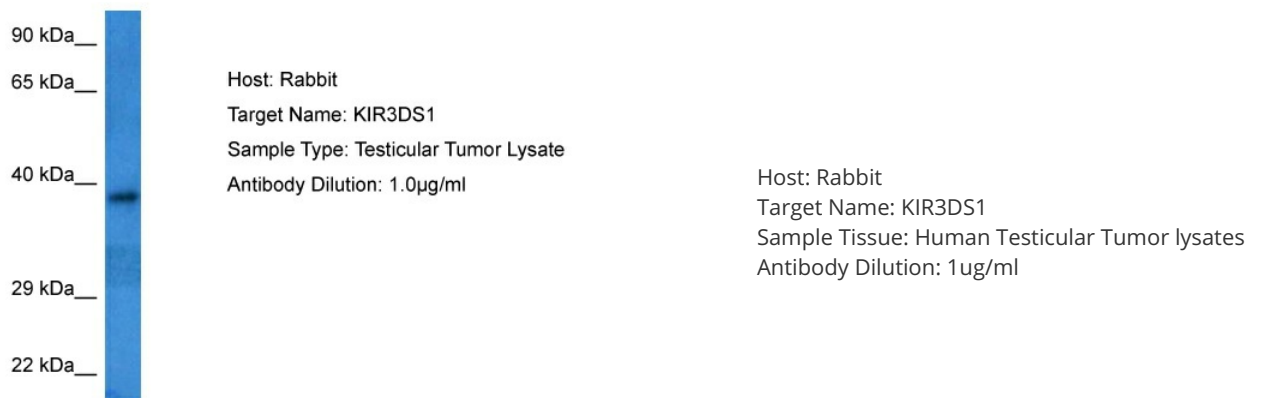 90 kDa__
65 kDa__
40 kDa__
29 kDa__
22 kDa__
Host: Rabbit
Target Name: KIR3DS1
Sample Type: Testicular Tumor Lysate
Antibody Dilution: 1.0µg/ml
Host: Rabbit
Target Name: KIR3DS1
Sample Tissue: Human Testicular Tumor lysates
Antibody Dilution: 1ug/ml